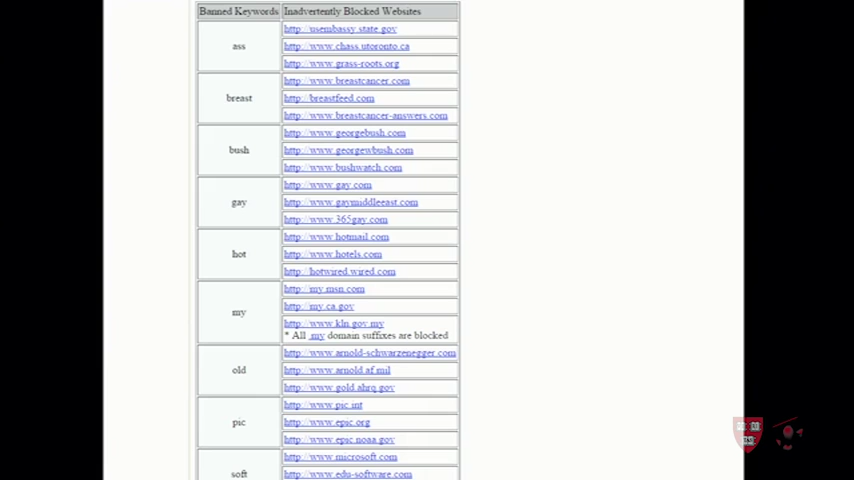 Banned Keywords Inadvertently Blocked Websites
ass
http://usembassy.state.gov
http://www.chass.utoronto.ca
http://www.grass-roots.org
breast
http://www.breastcancer.com
http://breastfeed.com
http://www.breastcancer-answers.com
bush
http://www.georgebush.com
http://www.georgewbush.com
http://www.bushwatch.com
gay
http://www.gay.com
http://www.gaymiddleeast.com
http://www.365gay.com
hot
http://www.hotmail.com
http://www.hotels.com
http://hotwired.wired.com
my
http://my.msn.com
http://my.ca.gov
http://www.kln.gov.my
* All .my domain suffixes are blocked
old
http://www.arnold-schwarzenegger.com
http://www.arnold.af.mil
http://www.gold.ahrq.gov
pic
http://www.pic.int
http://www.epic.org
http://www.epic.noaa.gov
soft
http://www.microsoft.com
http://www.edu-software.com